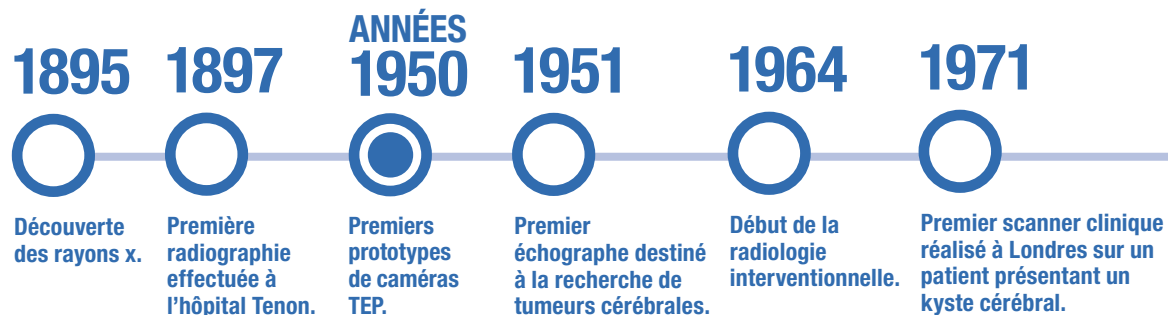 1895
Découverte
des rayons x.
1897
Première
radiographie
effectuée à
l’hôpital Tenon.
ANNÉES
1950
Premiers
prototypes
de caméras
TEP.
1951
Premier
échographe destiné
à la recherche de
tumeurs cérébrales.
1964
Début de la
radiologie
interventionnelle.
1971
Premier scanner clinique
réalisé à Londres sur un
patient présentant un
kyste cérébral.